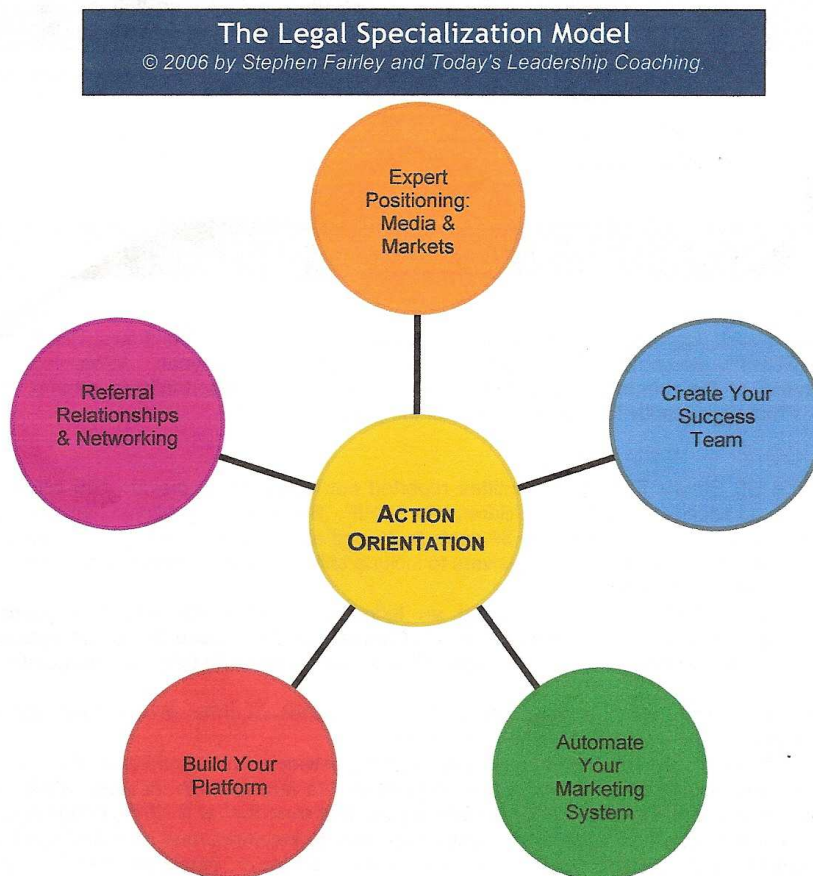 The Legal Specialization Model
© 2006 by Stephen Fairley and Today's Leadership Coaching.
Expert
Positioning:
Media &
Markets
Create Your
Success
Team
Automate
Your
Marketing
System
Build Your
Platform
Referral
Relationships
& Networking
ACTION
ORIENTATION